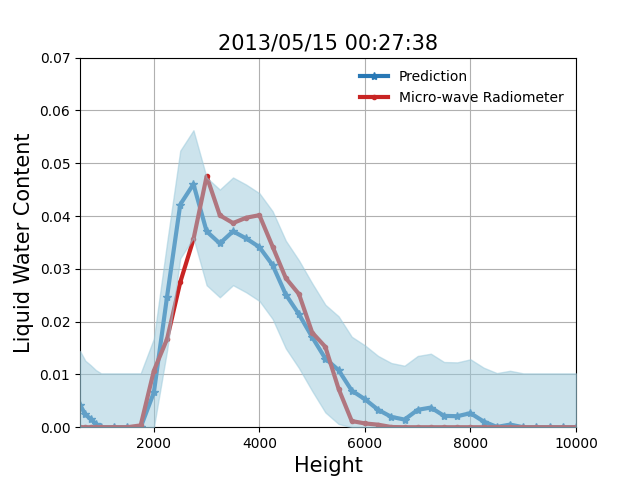 2013/05/15 00:27:38
Prediction
Micro-wave Radiometer
Liquid Water Content
0.07
0.06
0.05
0.04
0.03
0.02
0.01
0.00
2000 4000 6000 8000 10000
Height